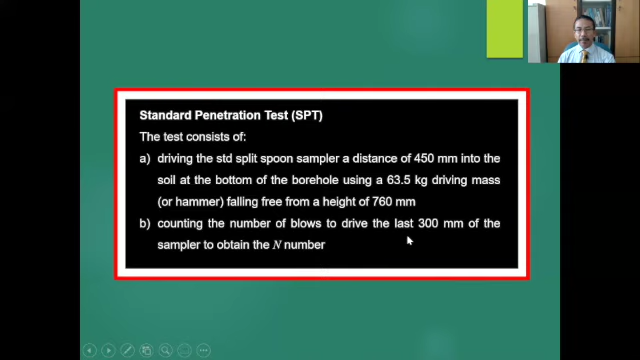 Standard Penetration Test (SPT)
The test consists of:
a) driving the std split spoon sampler a distance of 450 mm into the
soil at the bottom of the borehole using a 63.5 kg driving mass
(or hammer) falling free from a height of 760 mm
b) counting the number of blows to drive the last 300 mm of the
sampler to obtain the N number